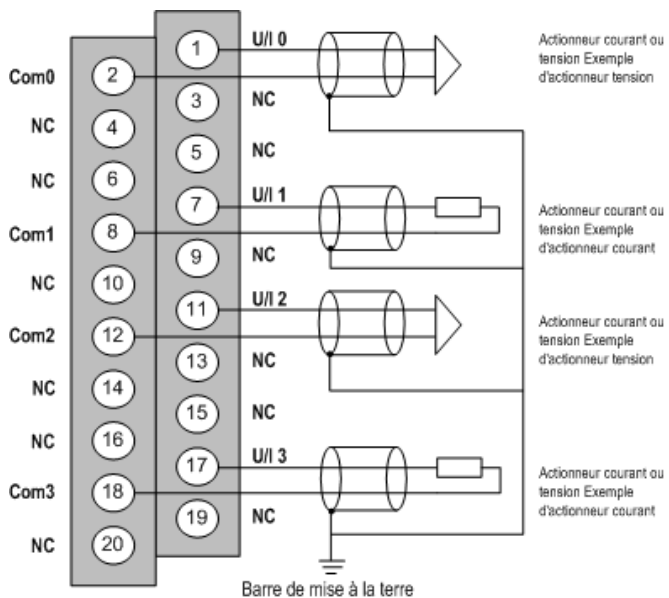 1 U/I 0
Actionneur courant ou
tension Exemple
d'actionneur tension
Com0 2
3 NC
NC 4
5 NC
NC 6
7 U/I 1
Actionneur courant ou
tension Exemple
d'actionneur courant
Com1 8
9 NC
NC 10
11 U/I 2
Actionneur courant ou
tension Exemple
d'actionneur tension
Com2 12
13 NC
NC 14
15 NC
NC 16
17 U/I 3
Actionneur courant ou
tension Exemple
d'actionneur courant
Com3 18
19 NC
NC 20
Barre de mise à la terre